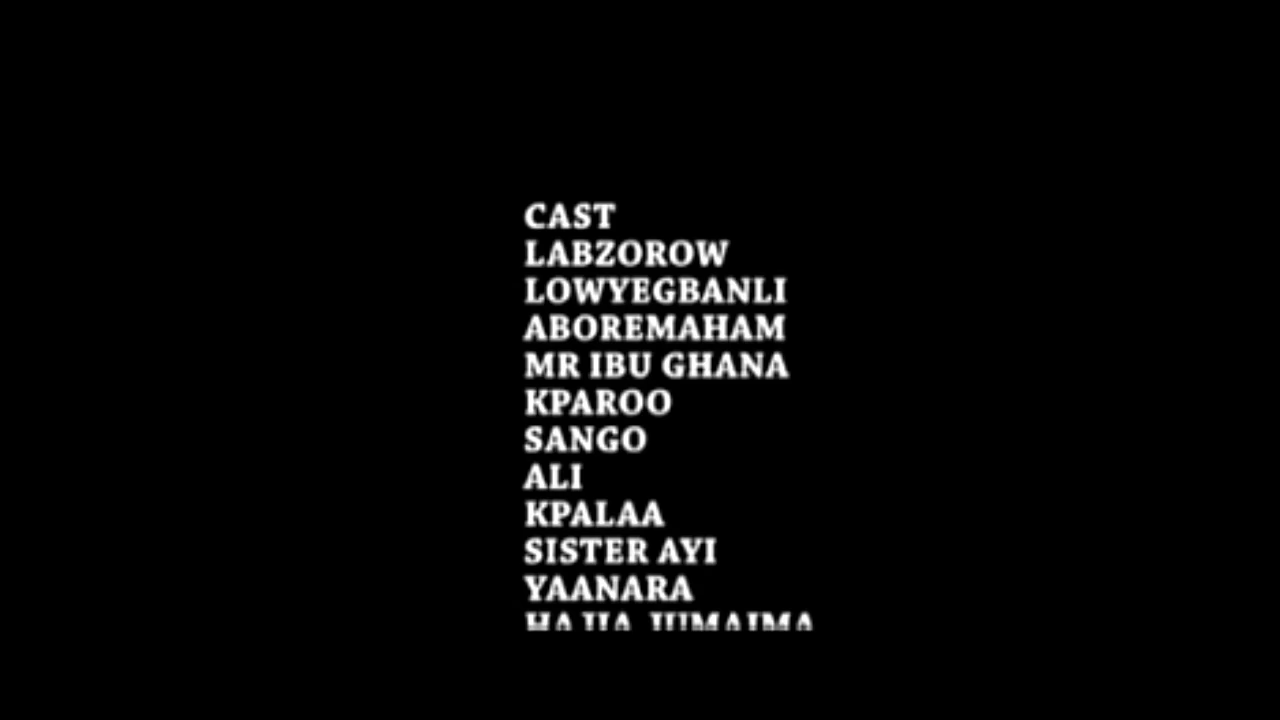 CAST
LABZOROW
LOWYEGBANLI
ABOREMAHAM
MR IBU GHANA
KPAROO
SANGO
ALI
KPALAA
SISTER AYI
YAANARA